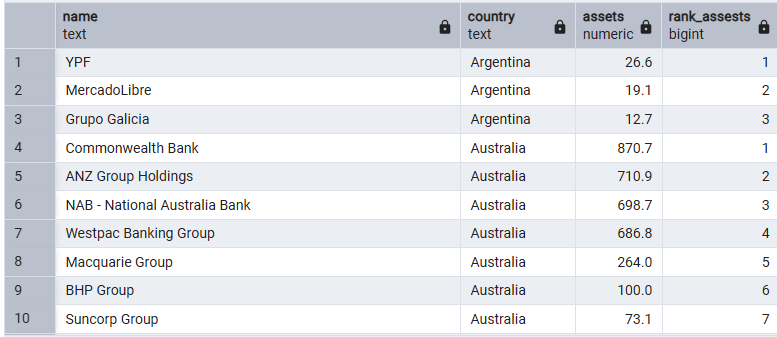 name country assets rank_assests
text text numeric bigint
1 YPF Argentina 26.6 1
2 MercadoLibre Argentina 19.1 2
3 Grupo Galicia Argentina 12.7 3
4 Commonwealth Bank Australia 870.7 1
5 ANZ Group Holdings Australia 710.9 2
6 NAB - National Australia Bank Australia 698.7 3
7 Westpac Banking Group Australia 686.8 4
8 Macquarie Group Australia 264.0 5
9 BHP Group Australia 100.0 6
10 Suncorp Group Australia 73.1 7